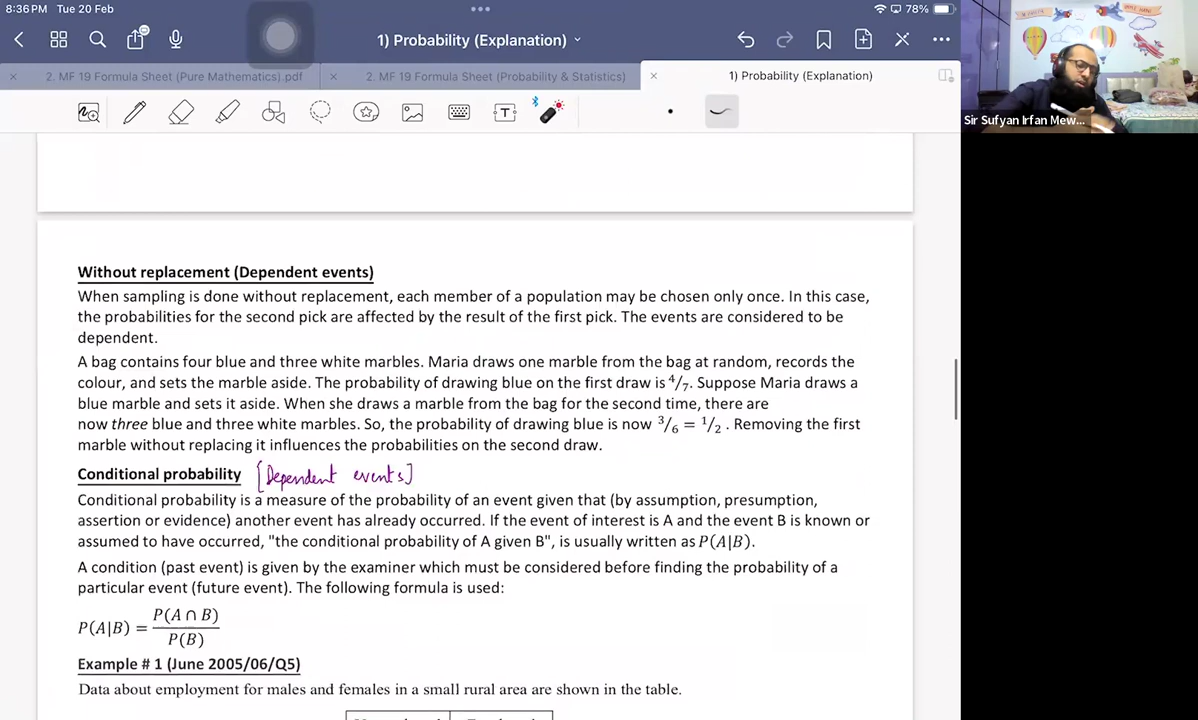 8:36 PM Tue 20 Feb
78%
1) Probability (Explanation)
2. MF 19 Formula Sheet (Pure Mathematics).pdf
2. MF 19 Formula Sheet (Probability & Statistics)
1) Probability (Explanation)
T
Sir Sufyan Irfan Mew...
Without replacement (Dependent events)
When sampling is done without replacement, each member of a population may be chosen only once. In this case,
the probabilities for the second pick are affected by the result of the first pick. The events are considered to be
dependent.
A bag contains four blue and three white marbles. Maria draws one marble from the bag at random, records the
colour, and sets the marble aside. The probability of drawing blue on the first draw is 4/7. Suppose Maria draws a
blue marble and sets it aside. When she draws a marble from the bag for the second time, there are
now three blue and three white marbles. So, the probability of drawing blue is now 3/6 = 1/2 . Removing the first
marble without replacing it influences the probabilities on the second draw.
Conditional probability [Dependent events]
Conditional probability is a measure of the probability of an event given that (by assumption, presumption,
assertion or evidence) another event has already occurred. If the event of interest is A and the event B is known or
assumed to have occurred, "the conditional probability of A given B", is usually written as P(A|B).
A condition (past event) is given by the examiner which must be considered before finding the probability of a
particular event (future event). The following formula is used:
P(A|B) = P(A ∩ B) / P(B)
Example # 1 (June 2005/06/Q5)
Data about employment for males and females in a small rural area are shown in the table.